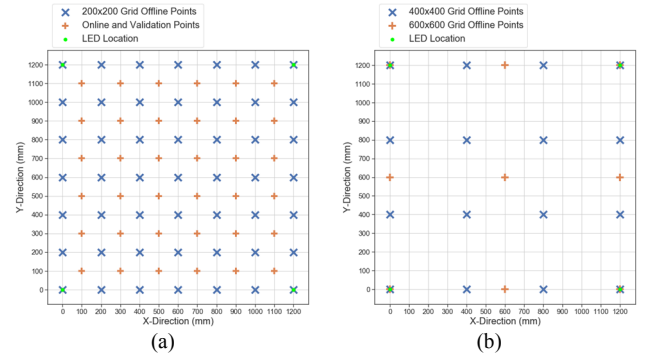 200x200 Grid Offline Points
Online and Validation Points
LED Location
1200
1100
1000
900
800
700
600
500
400
300
200
100
0
Y-Direction (mm)
0 100 200 300 400 500 600 700 800 900 1000 1100 1200
X-Direction (mm)
(a)
400x400 Grid Offline Points
600x600 Grid Offline Points
LED Location
1200
1100
1000
900
800
700
600
500
400
300
200
100
0
Y-Direction (mm)
0 100 200 300 400 500 600 700 800 900 1000 1100 1200
X-Direction (mm)
(b)